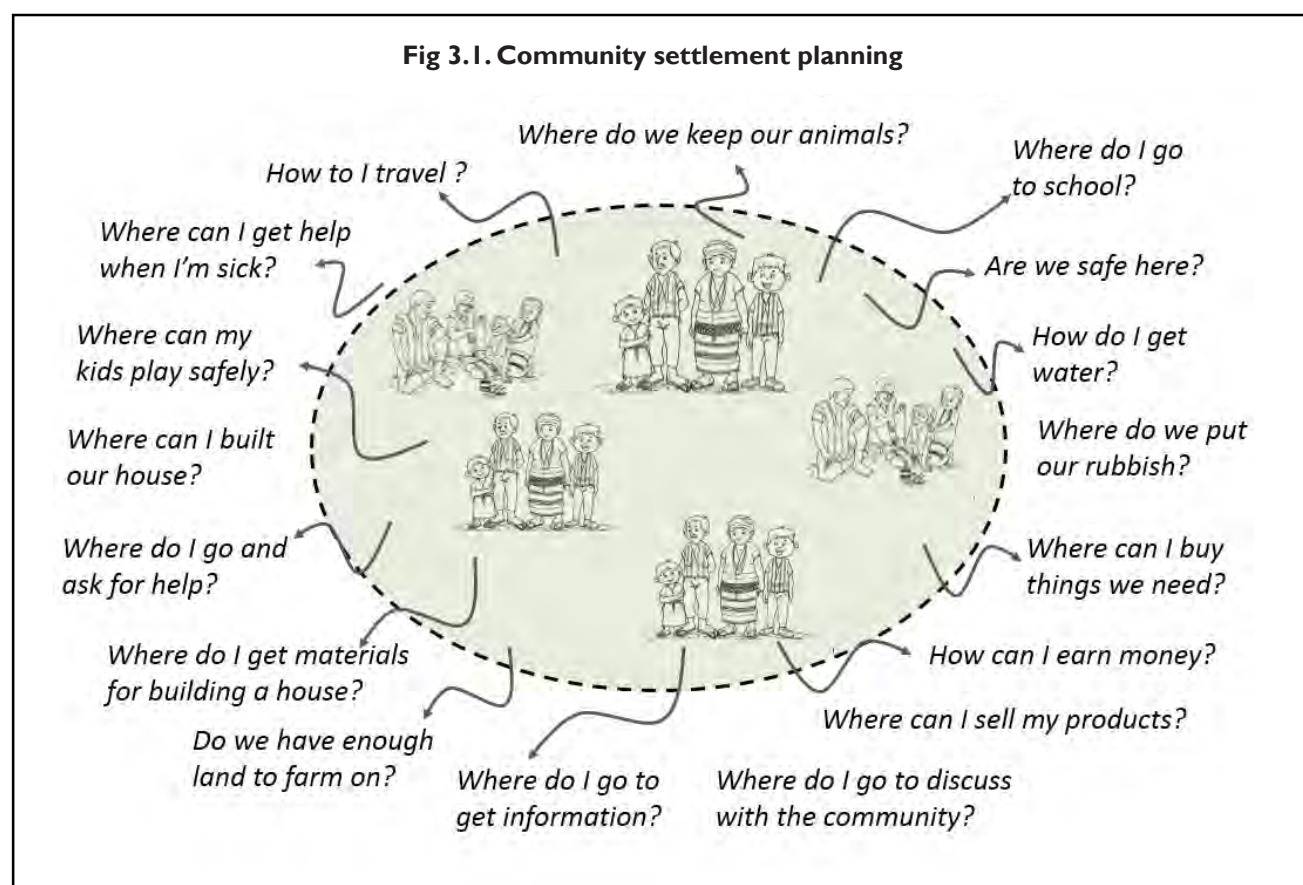 Fig 3.1. Community settlement planning
Where do we keep our animals?
How to I travel ?
Where do I go
to school?
Where can I get help
when I'm sick?
Are we safe here?
Where can my
kids play safely?
How do I get
water?
Where can I built
our house?
Where do we put
our rubbish?
Where do I go and
ask for help?
Where can I buy
things we need?
Where do I get materials
for building a house?
How can I earn money?
Where can I sell my products?
Do we have enough
land to farm on?
Where do I go to
get information?
Where do I go to discuss
with the community?